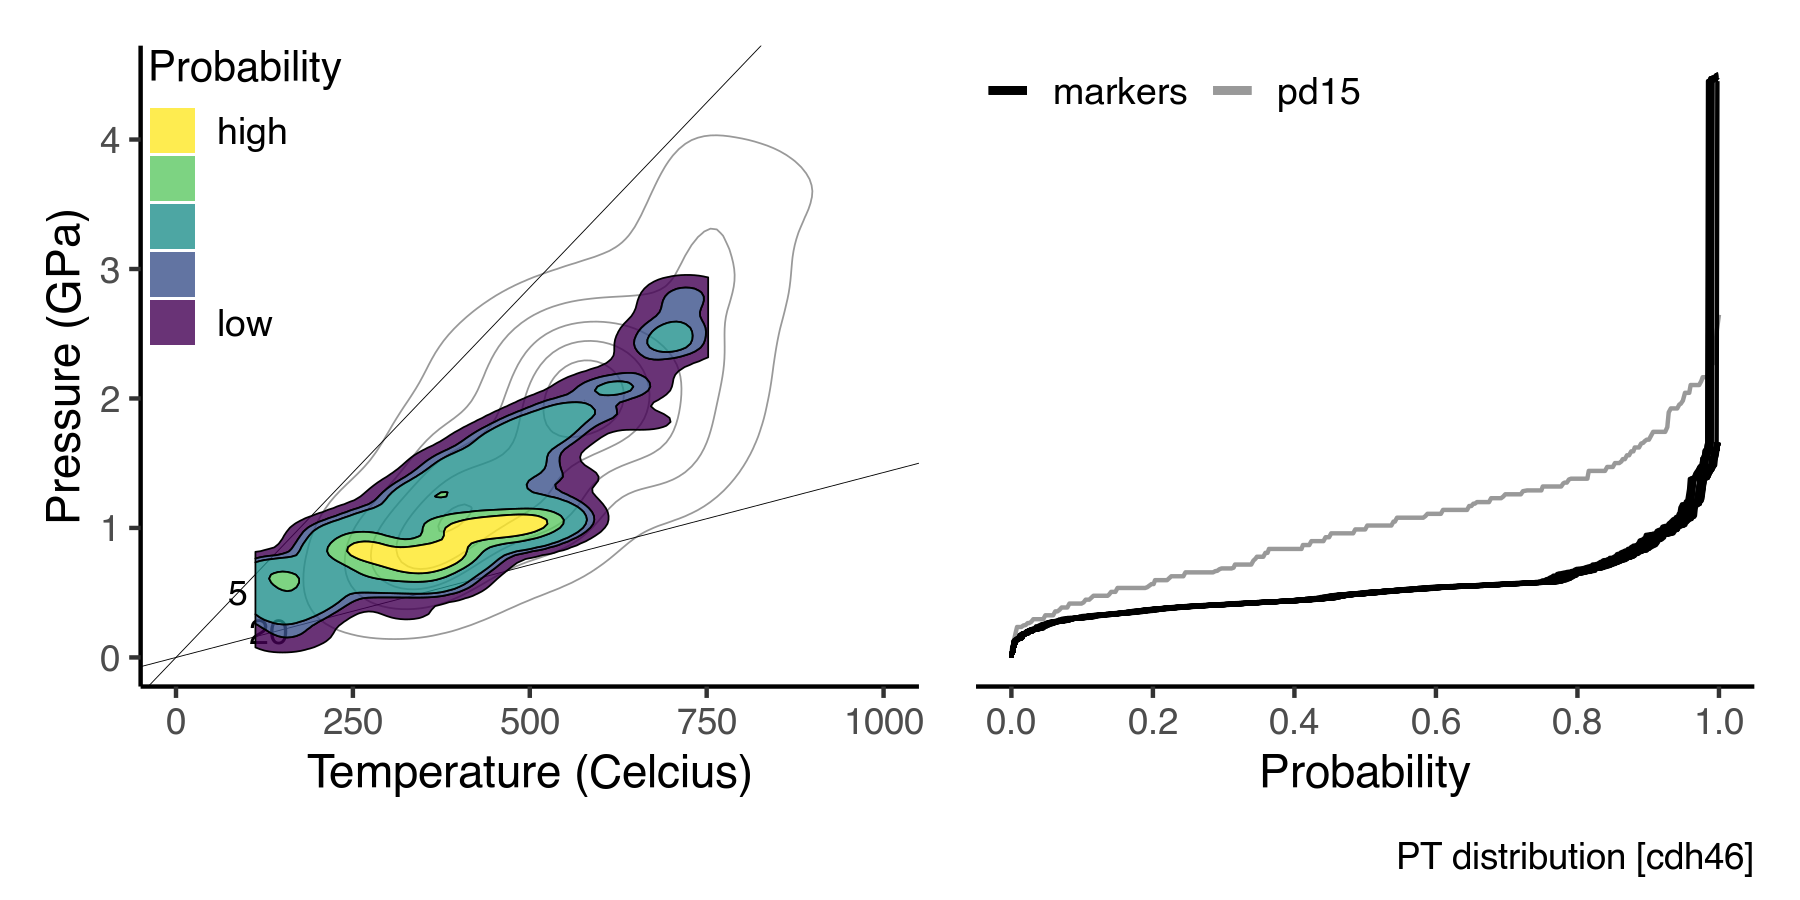 Probability
high
low
4
3
2
1
0
Pressure (GPa)
5
20
0 250 500 750 1000
Temperature (Celcius)
markers pd15
0.0 0.2 0.4 0.6 0.8 1.0
Probability
PT distribution [cdh46]